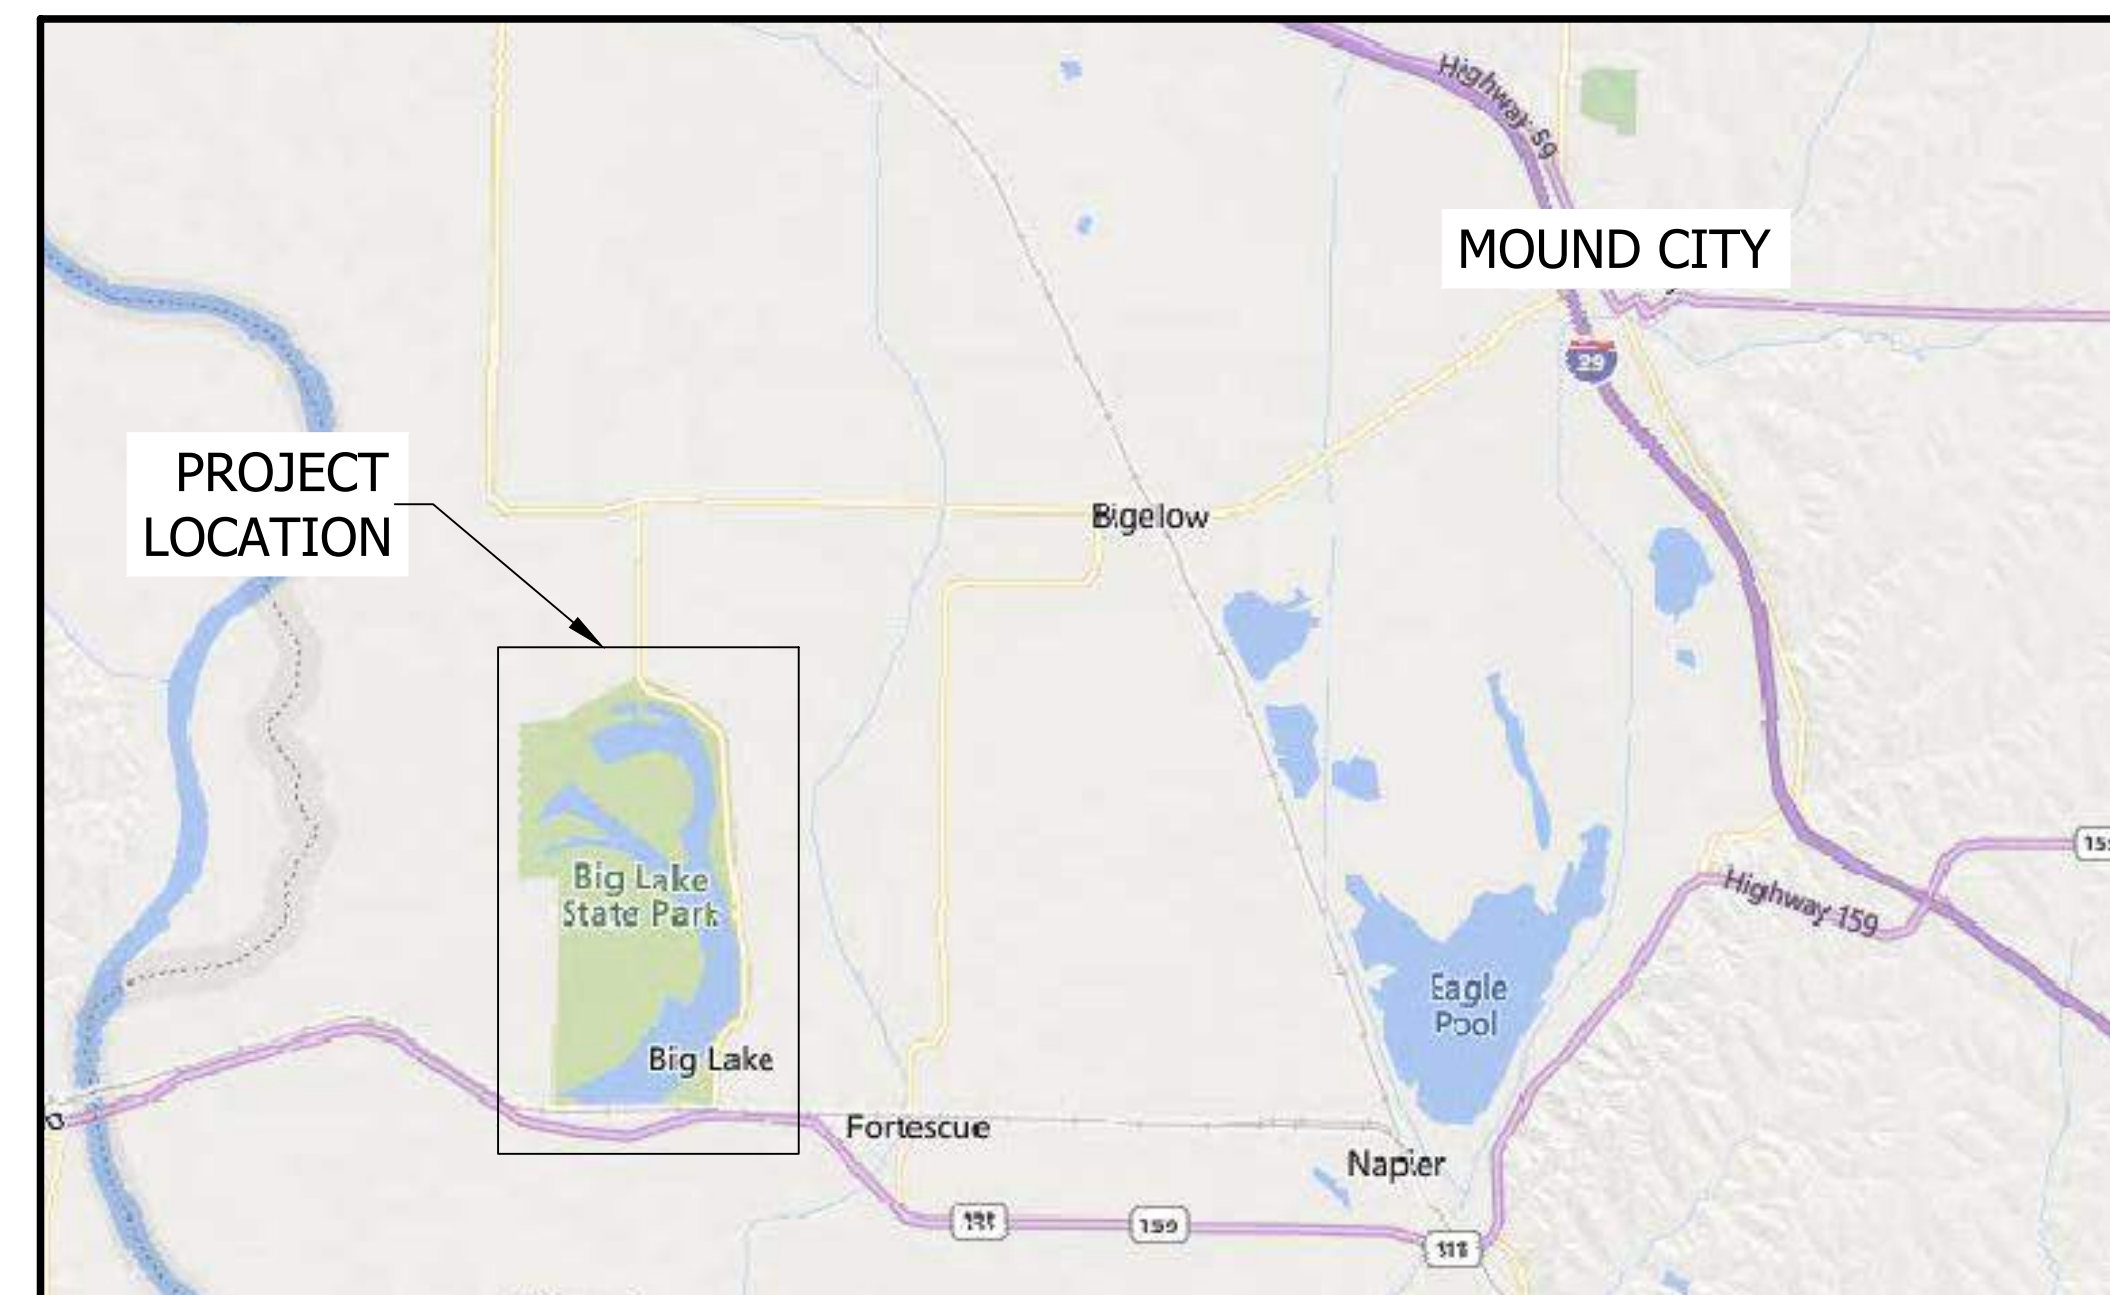 Highway 59
MOUND CITY
29
PROJECT
LOCATION
Bigelow
Big Lake
State Park
Highway 159
Eagle
Pool
Big Lake
Fortescue
Napier
159